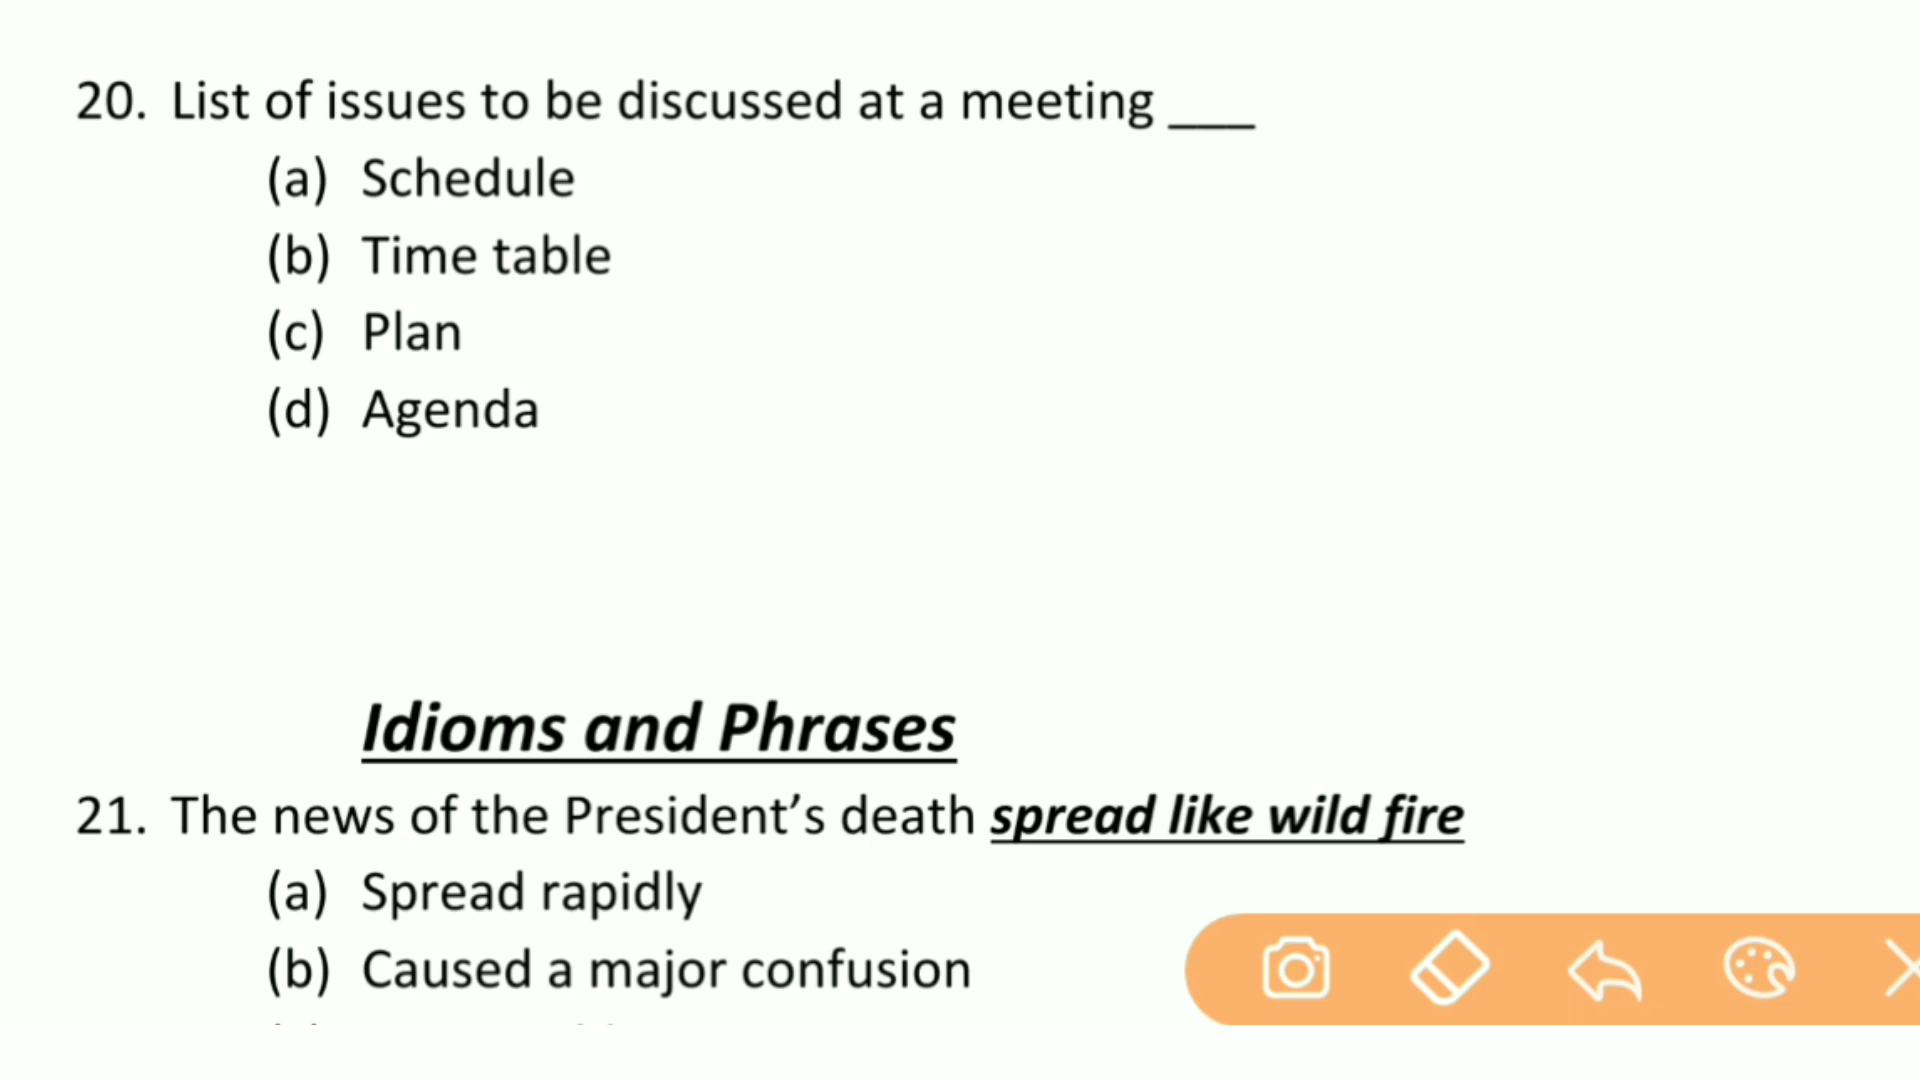 20. List of issues to be discussed at a meeting ___
(a) Schedule
(b) Time table
(c) Plan
(d) Agenda
Idioms and Phrases
21. The news of the President’s death spread like wild fire
(a) Spread rapidly
(b) Caused a major confusion